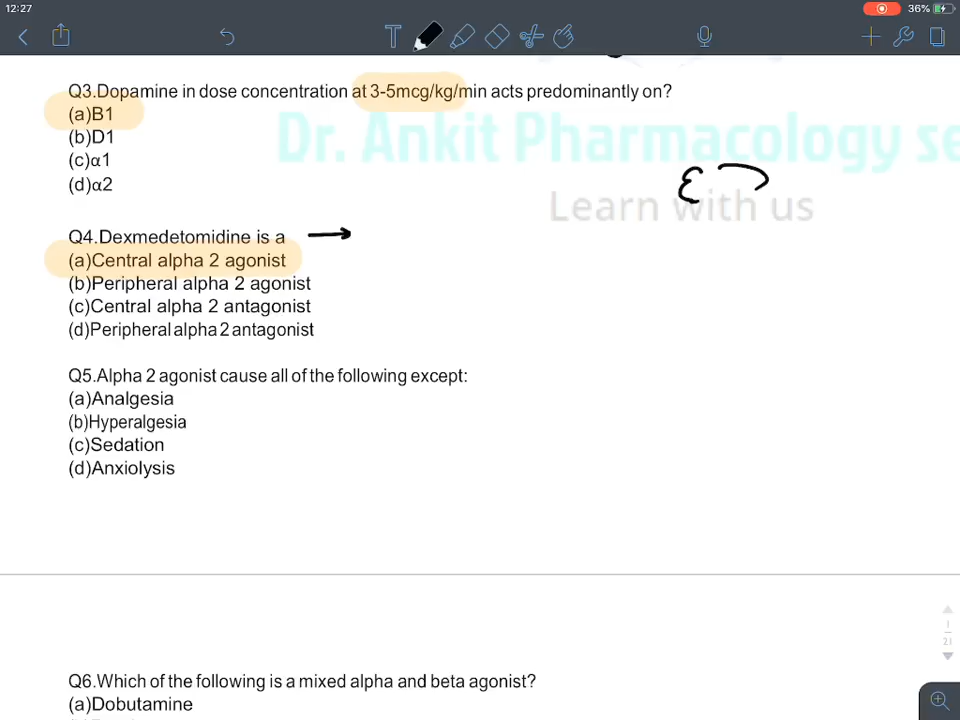 12:27
36%
T
Q3.Dopamine in dose concentration at 3-5mcg/kg/min acts predominantly on?
(a)B1
(b)D1
(c)α1
(d)α2
Dr. Ankit Pharmacology se
Learn with us
Q4.Dexmedetomidine is a
(a)Central alpha 2 agonist
(b)Peripheral alpha 2 agonist
(c)Central alpha 2 antagonist
(d)Peripheral alpha 2 antagonist
Q5.Alpha 2 agonist cause all of the following except:
(a)Analgesia
(b)Hyperalgesia
(c)Sedation
(d)Anxiolysis
1
21
Q6.Which of the following is a mixed alpha and beta agonist?
(a)Dobutamine